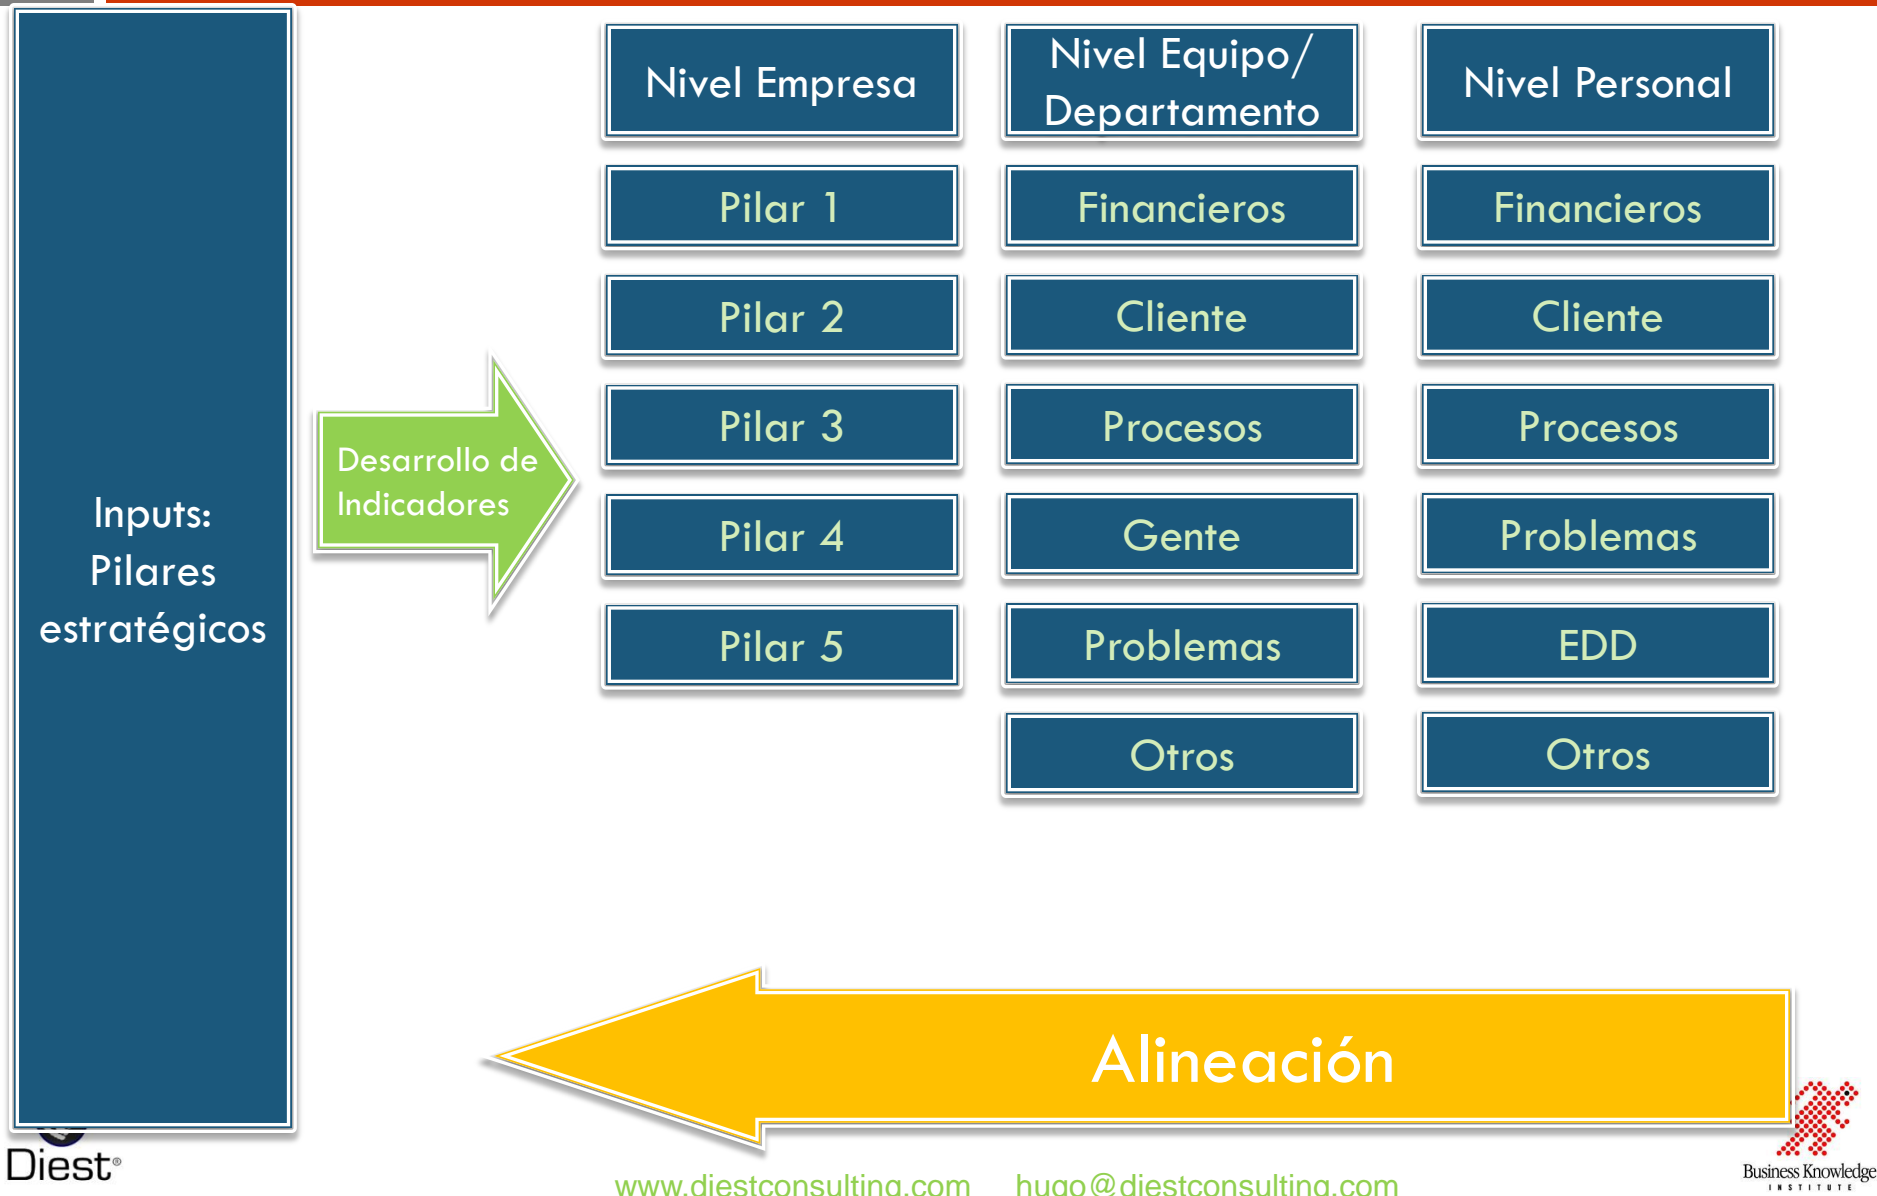 Inputs:
Pilares
estratégicos
Desarrollo de
Indicadores
Nivel Empresa
Pilar 1
Pilar 2
Pilar 3
Pilar 4
Pilar 5
Nivel Equipo/
Departamento
Financieros
Cliente
Procesos
Gente
Problemas
Otros
Nivel Personal
Financieros
Cliente
Procesos
Problemas
EDD
Otros
Alineación
Diest®
www.diestconsulting.com hugo@diestconsulting.com
Business Knowledge
INSTITUTE